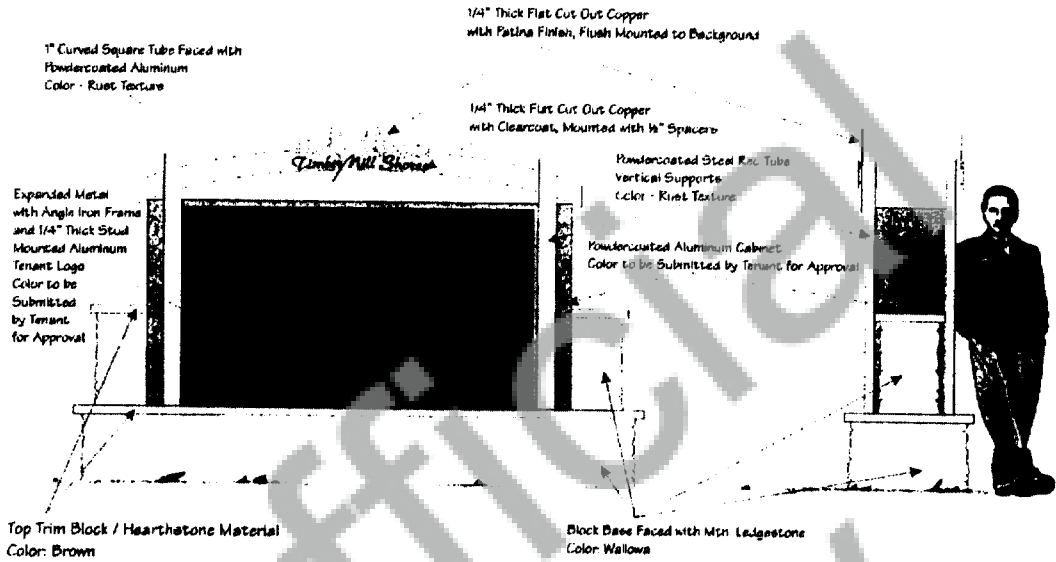 1/4" Thick Flat Cut Out Copper
with Patina Finish, Flush Mounted to Background
1" Curved Square Tube Faced with
Powdercoated Aluminum
Color - Rust Texture
1/4" Thick Flat Cut Out Copper
with Clearcoat, Mounted with ½" Spacers
Timber Mill Shores
Powdercoated Steel Rec Tube
Vertical Supports
Color - Rust Texture
Expanded Metal
with Angle Iron Frame
and 1/4" Thick Stud
Mounted Aluminum
Tenant Logo
Color to be
Submitted
by Tenant
for Approval
Powdercoated Aluminum Cabinet
Color to be Submitted by Tenant for Approval
Top Trim Block / Hearthstone Material
Color: Brown
Block Base Faced with Mtn. Ledgestone
Color: Wallowa
fficial